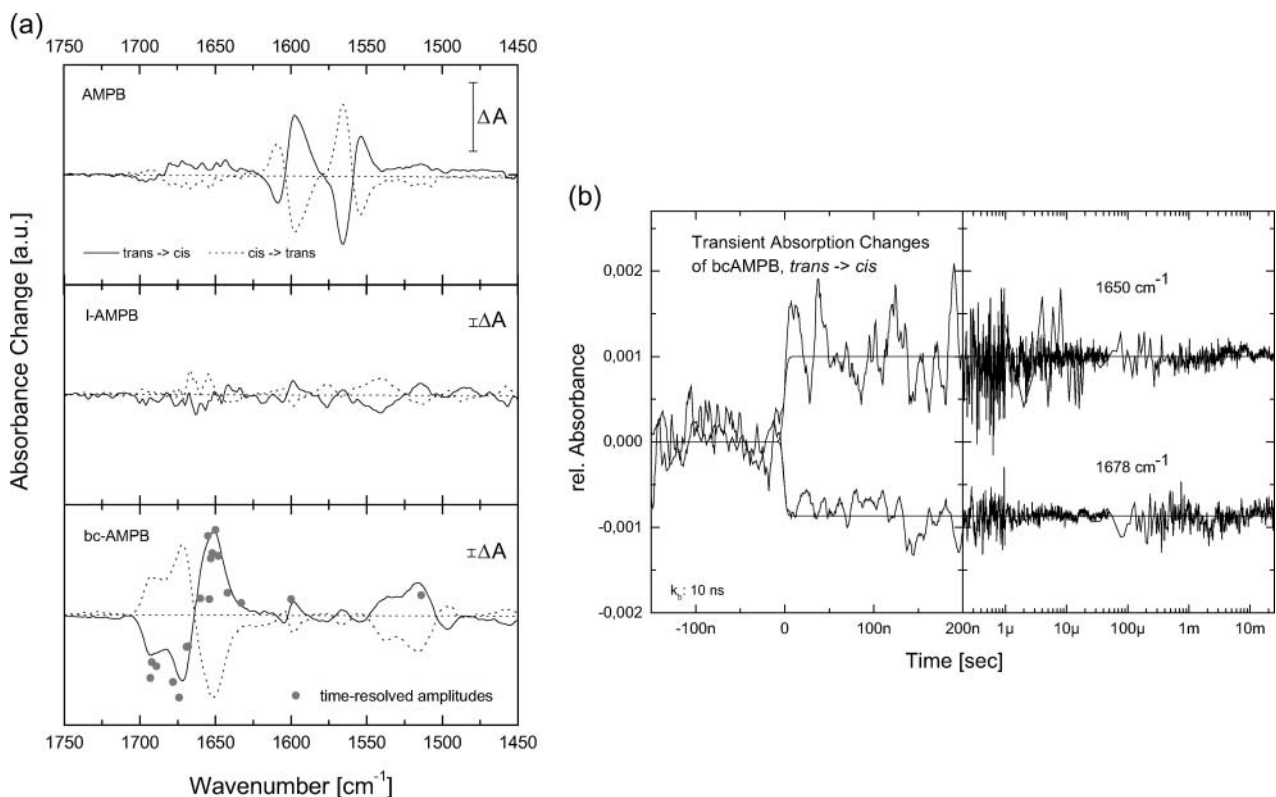 (a)
1750 1700 1650 1600 1550 1500 1450
AMPB
ΔA
trans -> cis
cis -> trans
l-AMPB
ΔA
bc-AMPB
ΔA
time-resolved amplitudes
1750 1700 1650 1600 1550 1500 1450
Wavenumber [cm⁻¹]
Absorbance Change [a.u.]
(b)
Transient Absorption Changes
of bcAMPB, trans -> cis
1650 cm⁻¹
1678 cm⁻¹
0,002
0,001
0,000
-0,001
-0,002
rel. Absorbance
-100n 0 100n 200n 1µ 10µ 100µ 1m 10m
Time [sec]